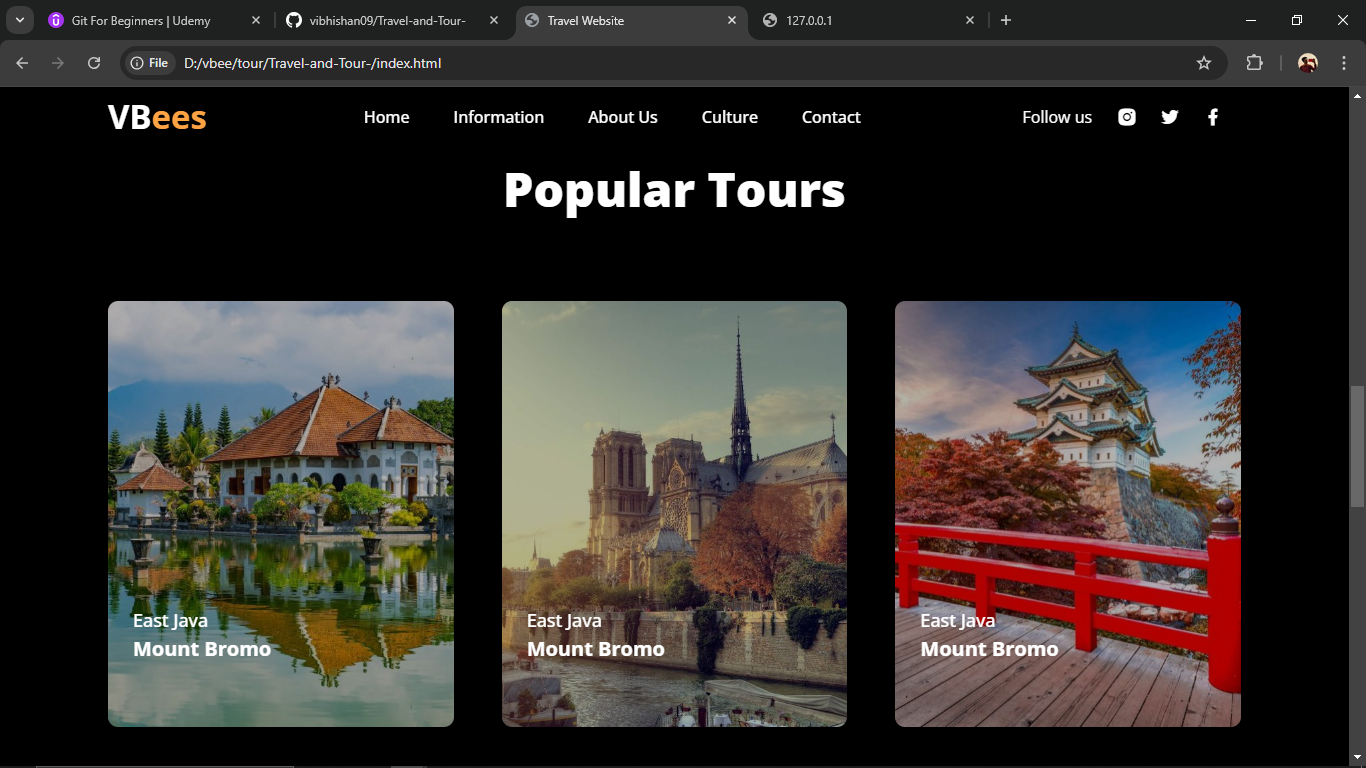 Git For Beginners | Udemy
vibhishan09/Travel-and-Tour-
Travel Website
127.0.0.1
File
D:/vbee/tour/Travel-and-Tour-/index.html
VBees
Home Information About Us Culture Contact
Follow us
Popular Tours
East Java
Mount Bromo
East Java
Mount Bromo
East Java
Mount Bromo